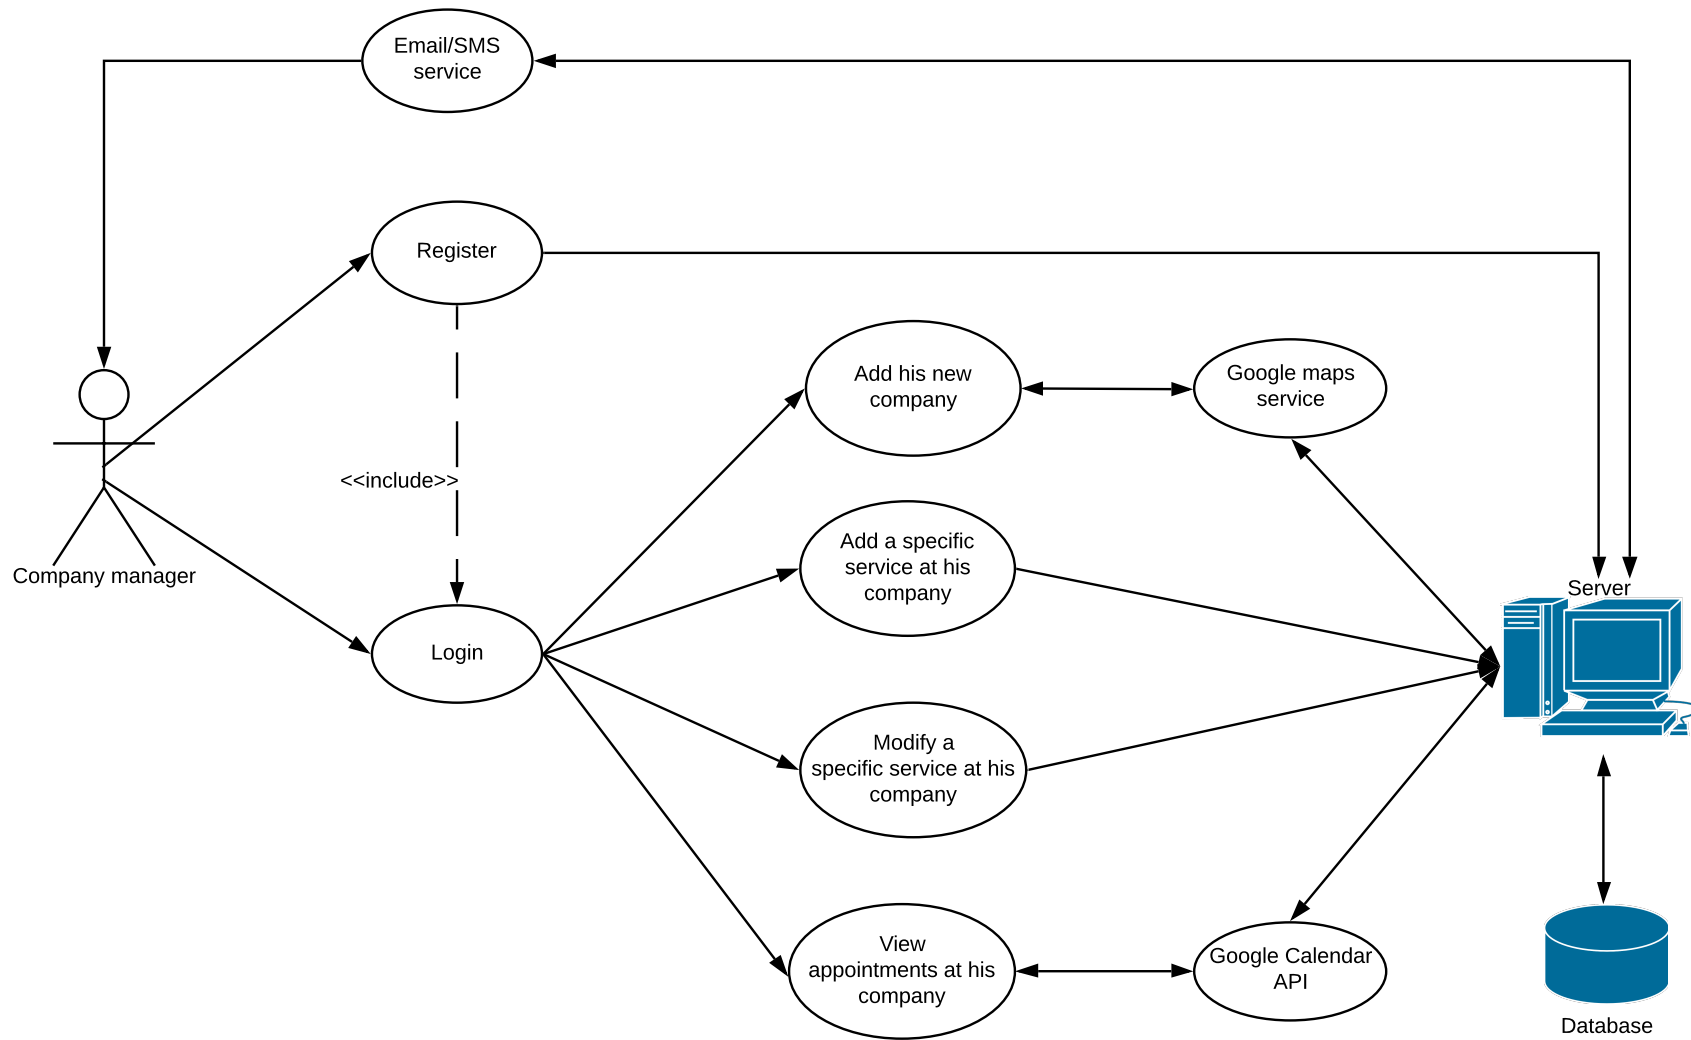 Email/SMS
service
Register
Add his new
company
Google maps
service
<<include>>
Add a specific
service at his
company
Company manager
Server
Login
Modify a
specific service at his
company
View
appointments at his
company
Google Calendar
API
Database